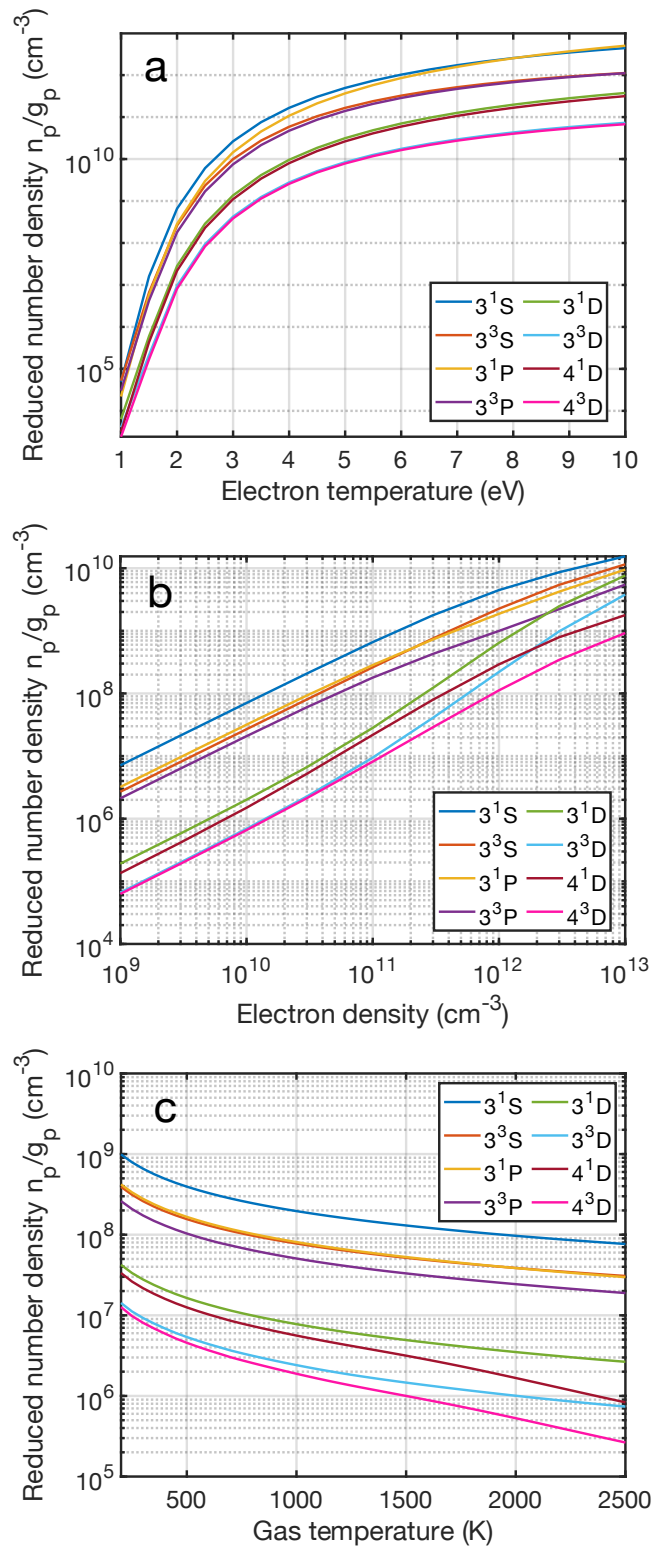 a
Reduced number density n_p/g_p (cm^-3)
10^10
10^5
3^1S 3^1D
3^3S 3^3D
3^1P 4^1D
3^3P 4^3D
1 2 3 4 5 6 7 8 9 10
Electron temperature (eV)
b
Reduced number density n_p/g_p (cm^-3)
10^10
10^8
10^6
10^4
3^1S 3^1D
3^3S 3^3D
3^1P 4^1D
3^3P 4^3D
10^9 10^10 10^11 10^12 10^13
Electron density (cm^-3)
c
Reduced number density n_p/g_p (cm^-3)
10^10
10^9
10^8
10^7
10^6
10^5
3^1S 3^1D
3^3S 3^3D
3^1P 4^1D
3^3P 4^3D
500 1000 1500 2000 2500
Gas temperature (K)